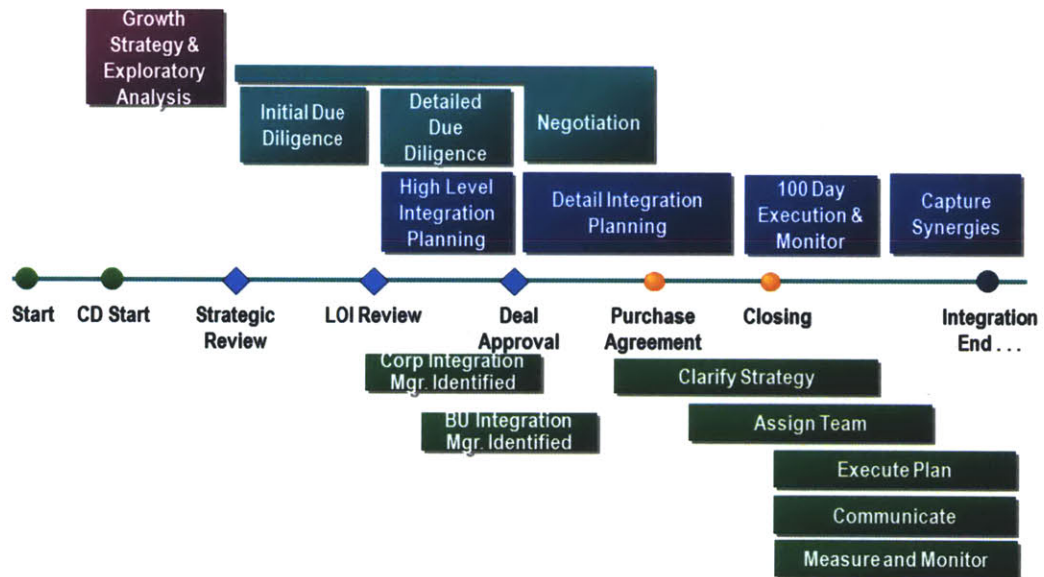 Growth
Strategy &
Exploratory
Analysis
Initial Due
Diligence
Detailed
Due
Diligence
Negotiation
High Level
Integration
Planning
Detail Integration
Planning
100 Day
Execution &
Monitor
Capture
Synergies
Start
CD Start
Strategic
Review
LOI Review
Deal
Approval
Purchase
Agreement
Closing
Integration
End . . .
Corp Integration
Mgr. Identified
BU Integration
Mgr. Identified
Clarify Strategy
Assign Team
Execute Plan
Communicate
Measure and Monitor